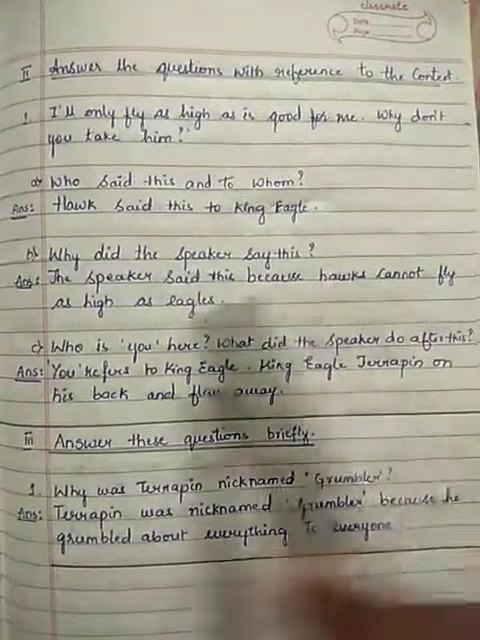 classmate
Date
Page
II Answer the questions with reference to the Context.
1. I'll only fly as high as is good for me. Why don't
you take him?'
a) Who said this and to whom?
Ans: Hawk said this to King Eagle.
b) Why did the speaker say this?
Ans: The speaker said this because hawks cannot fly
as high as eagles.
c) Who is 'you' here? What did the speaker do after this?
Ans: 'You' refers to King Eagle. King Eagle Terrapin on
his back and flew away.
III Answer these questions briefly.
1. Why was Terrapin nicknamed 'Grumbler'?
Ans: Terrapin was nicknamed 'Grumbler' because he
grumbled about everything to everyone